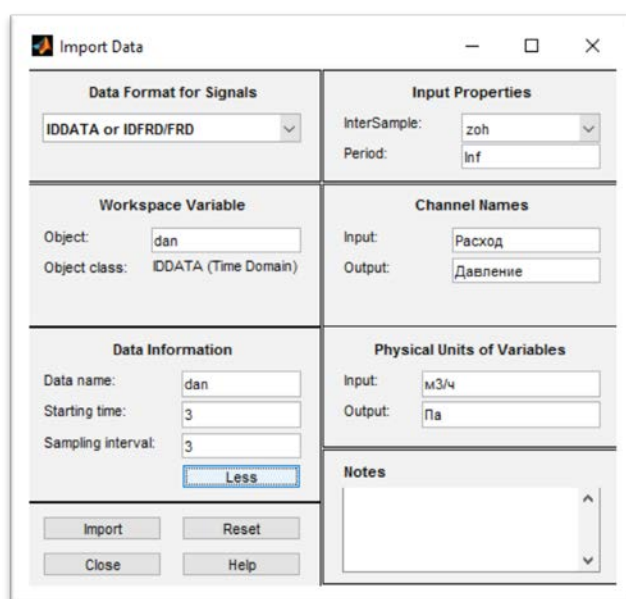 Import Data
Data Format for Signals
IDDATA or IDFRD/FRD
Input Properties
InterSample: zoh
Period: Inf
Workspace Variable
Object: dan
Object class: IDDATA (Time Domain)
Channel Names
Input: Расход
Output: Давление
Data Information
Data name: dan
Starting time: 3
Sampling interval: 3
Less
Physical Units of Variables
Input: м3/ч
Output: Па
Notes
Import Reset
Close Help